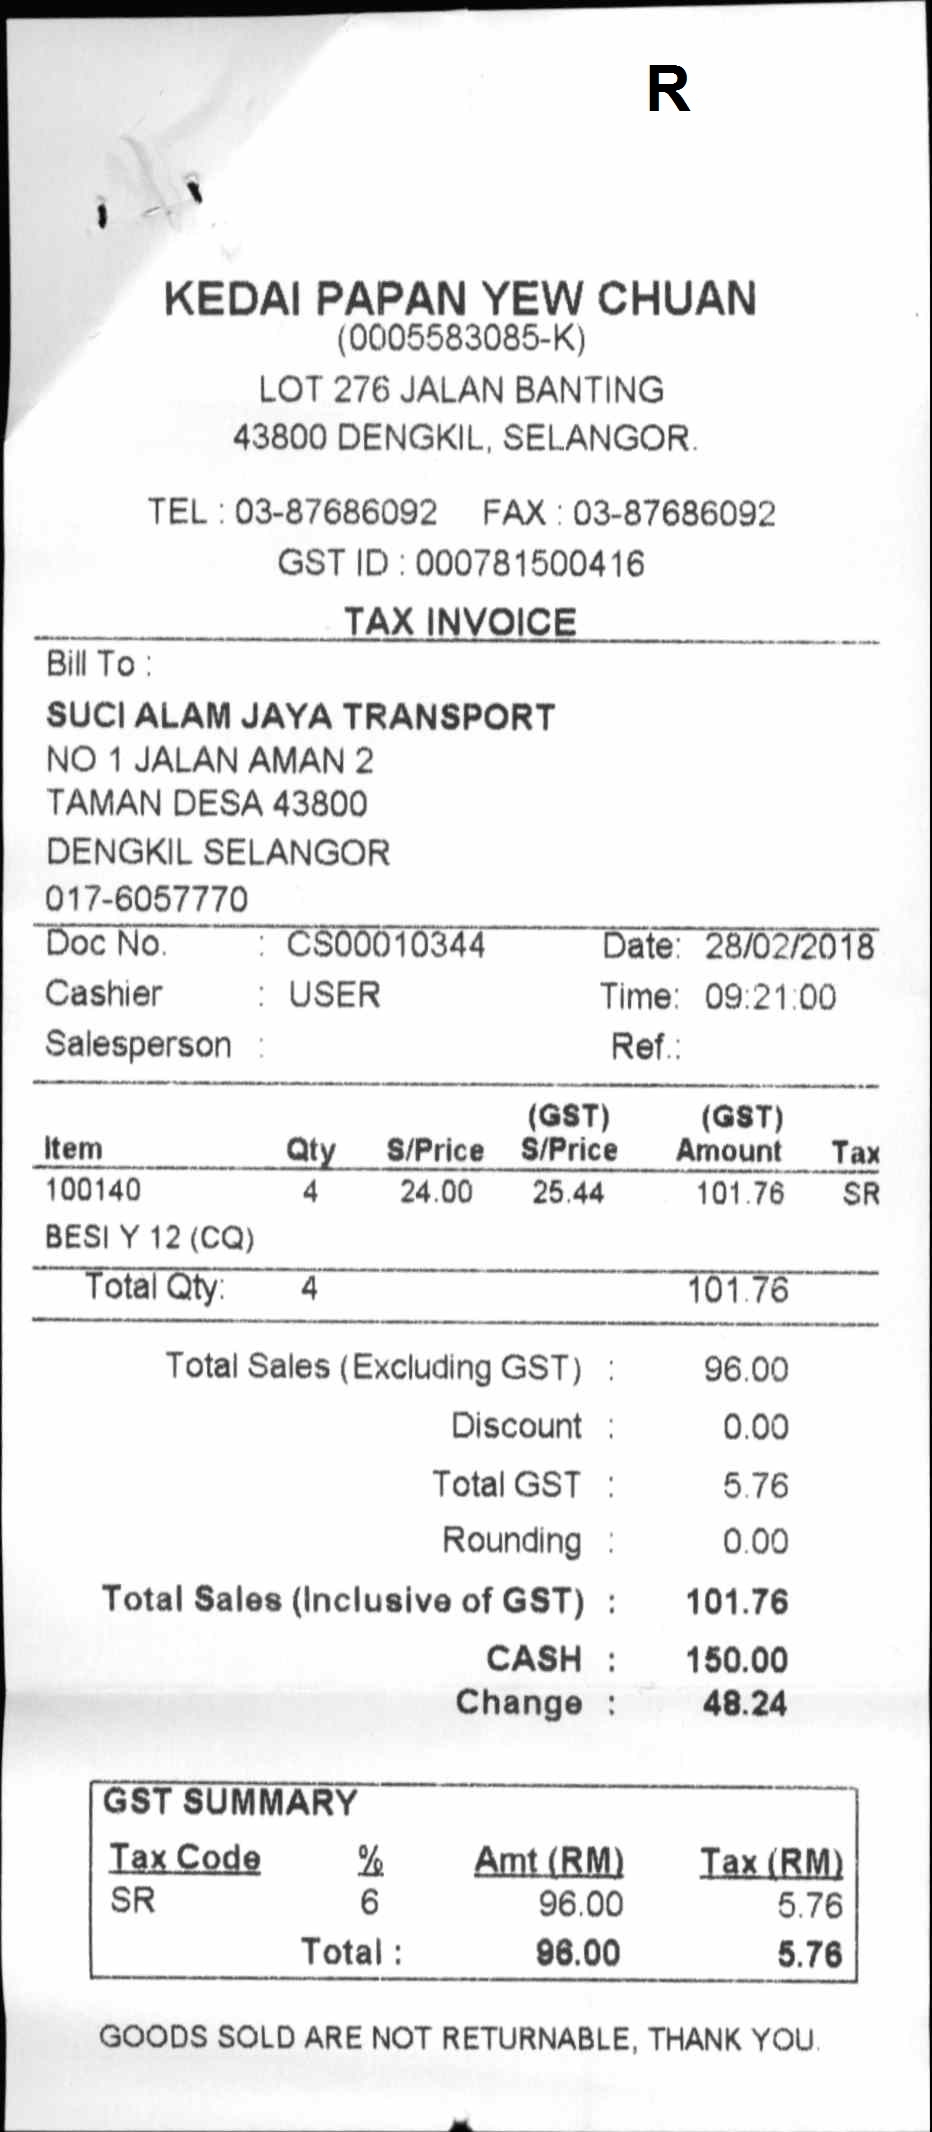 R
KEDAI PAPAN YEW CHUAN
(0005583085-K)
LOT 276 JALAN BANTING
43800 DENGKIL, SELANGOR.
TEL : 03-87686092 FAX : 03-87686092
GST ID : 000781500416
TAX INVOICE
Bill To :
SUCI ALAM JAYA TRANSPORT
NO 1 JALAN AMAN 2
TAMAN DESA 43800
DENGKIL SELANGOR
017-6057770
Doc No. : CS00010344 Date: 28/02/2018
Cashier : USER Time: 09:21:00
Salesperson : Ref.:
(GST) (GST)
Item Qty S/Price S/Price Amount Tax
100140 4 24.00 25.44 101.76 SR
BESI Y 12 (CQ)
Total Qty: 4 101.76
Total Sales (Excluding GST) : 96.00
Discount : 0.00
Total GST : 5.76
Rounding : 0.00
Total Sales (Inclusive of GST) : 101.76
CASH : 150.00
Change : 48.24
GST SUMMARY
Tax Code % Amt (RM) Tax (RM)
SR 6 96.00 5.76
Total : 96.00 5.76
GOODS SOLD ARE NOT RETURNABLE, THANK YOU.